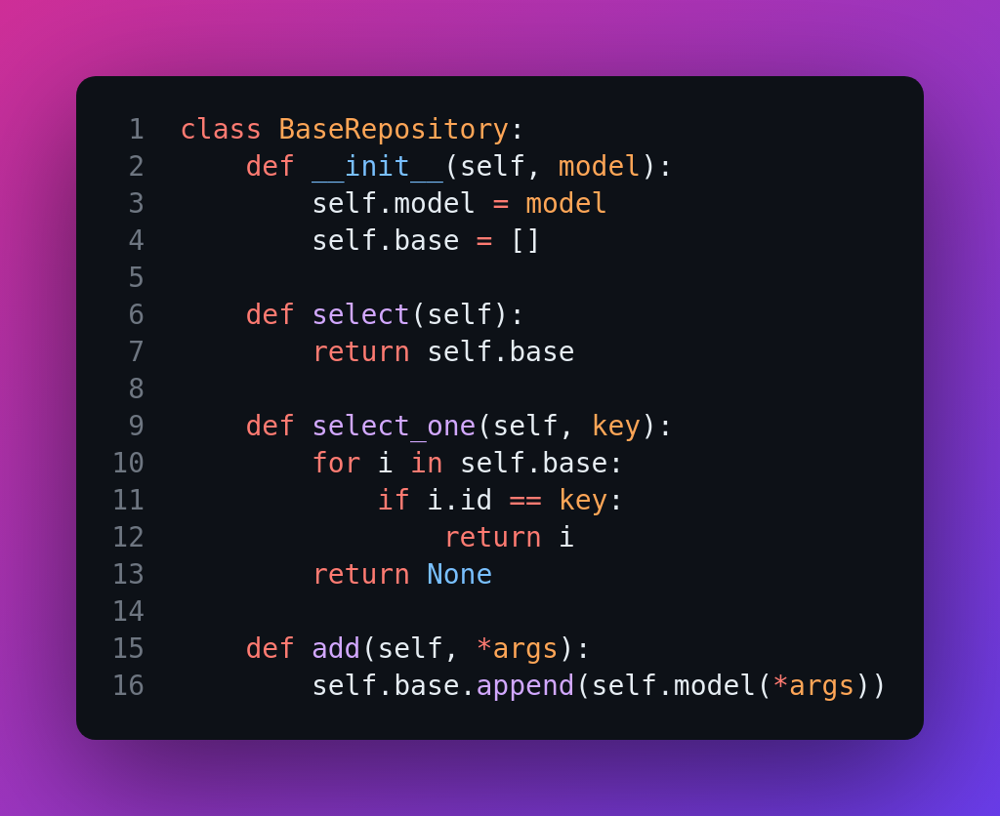 1 class BaseRepository:
2     def __init__(self, model):
3         self.model = model
4         self.base = []
5
6     def select(self):
7         return self.base
8
9     def select_one(self, key):
10         for i in self.base:
11             if i.id == key:
12                 return i
13         return None
14
15     def add(self, *args):
16         self.base.append(self.model(*args))